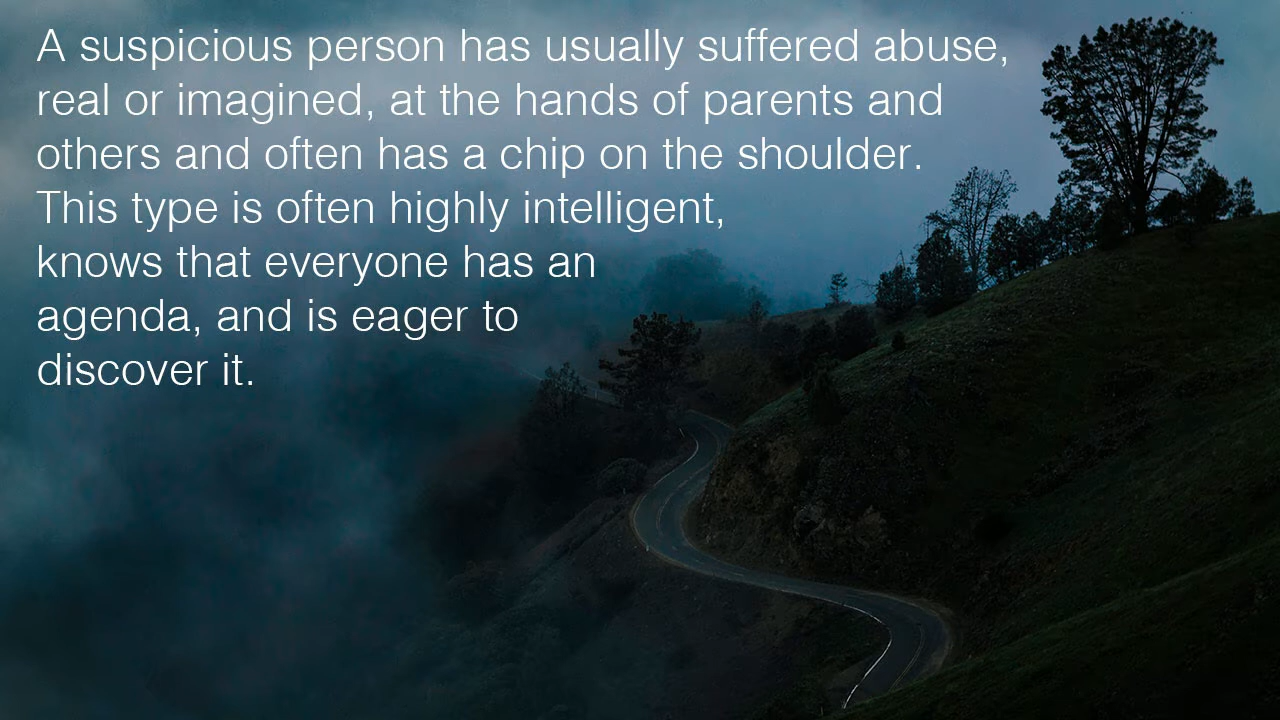 A suspicious person has usually suffered abuse,
real or imagined, at the hands of parents and
others and often has a chip on the shoulder.
This type is often highly intelligent,
knows that everyone has an
agenda, and is eager to
discover it.